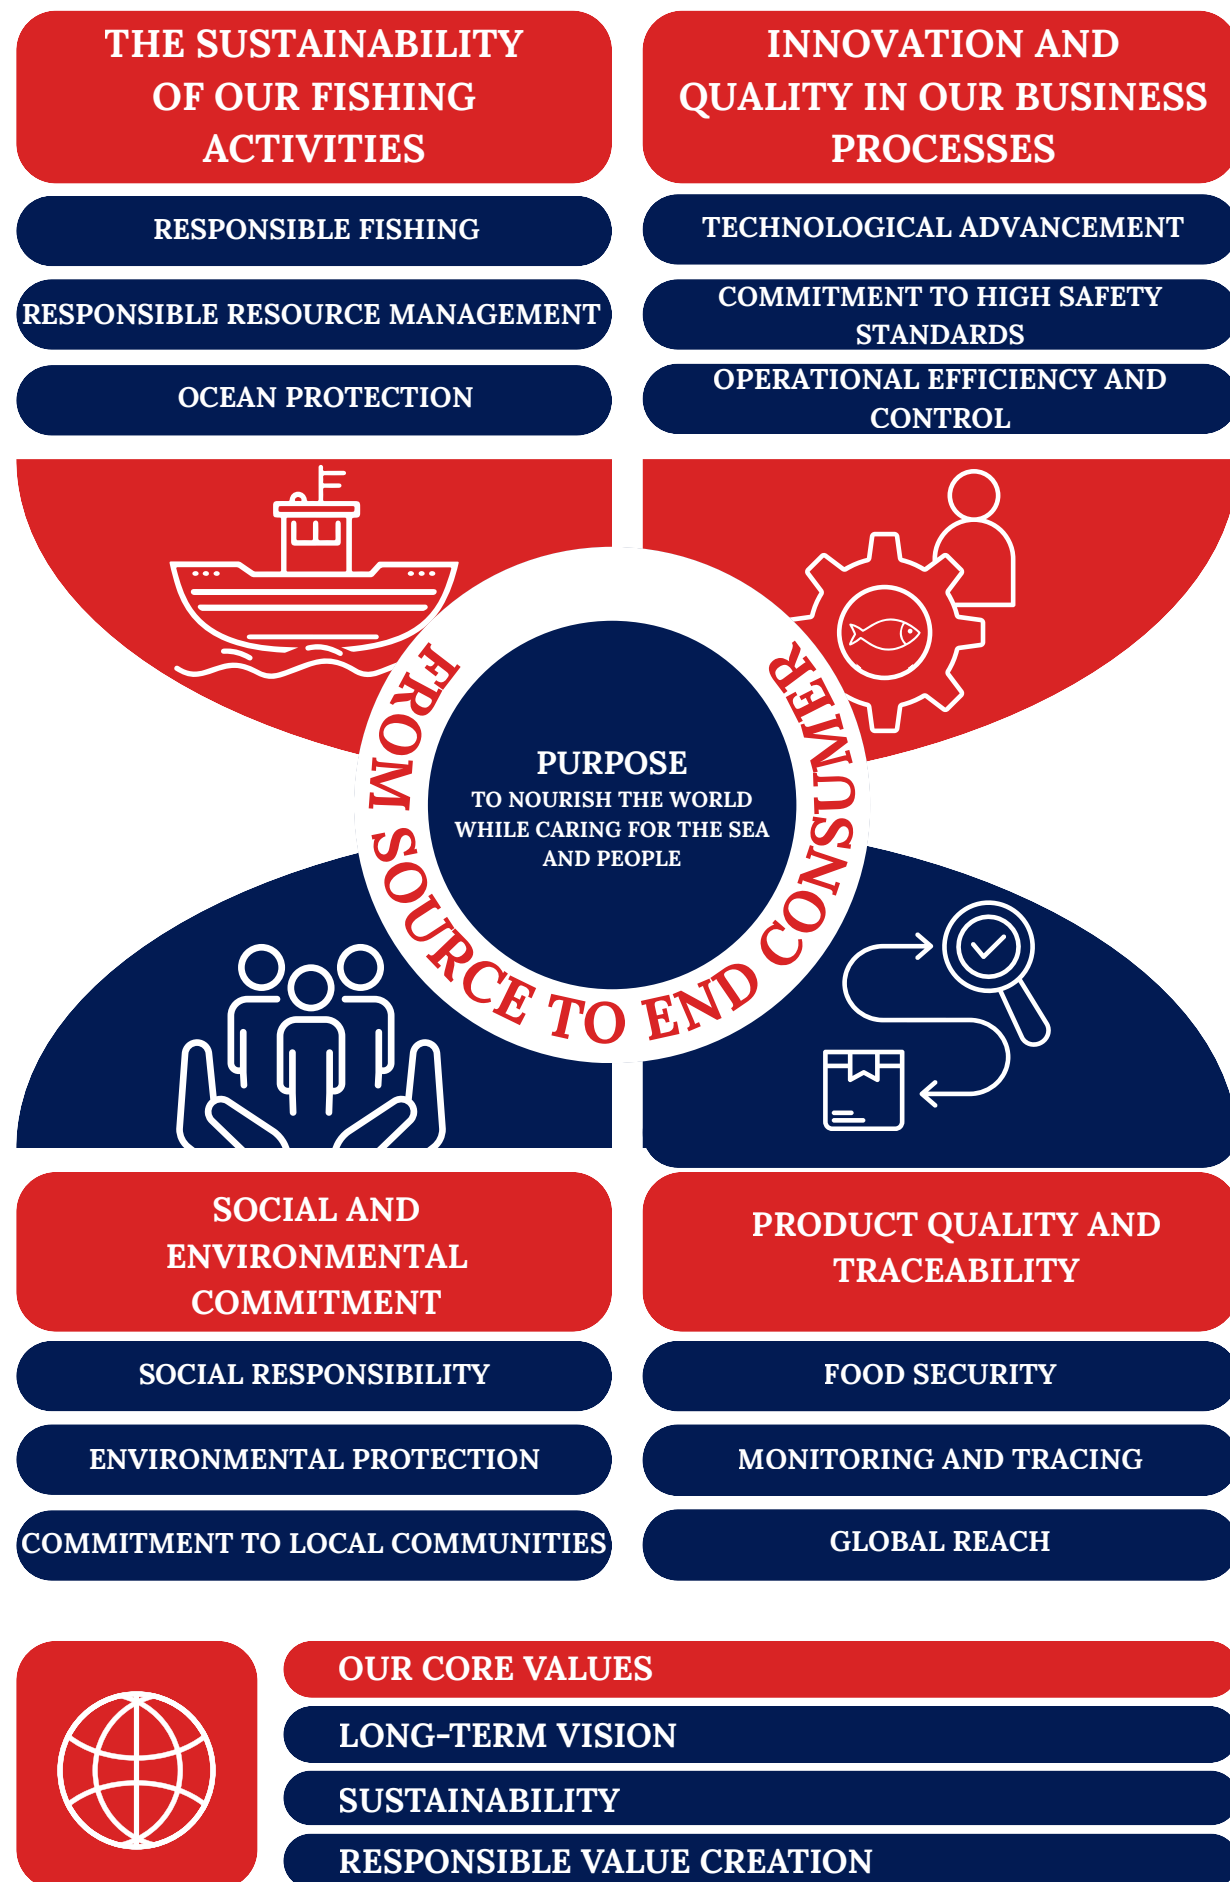 THE SUSTAINABILITY
OF OUR FISHING
ACTIVITIES
RESPONSIBLE FISHING
RESPONSIBLE RESOURCE MANAGEMENT
OCEAN PROTECTION
INNOVATION AND
QUALITY IN OUR BUSINESS
PROCESSES
TECHNOLOGICAL ADVANCEMENT
COMMITMENT TO HIGH SAFETY
STANDARDS
OPERATIONAL EFFICIENCY AND
CONTROL
FROM SOURCE TO END CONSUMER
PURPOSE
TO NOURISH THE WORLD
WHILE CARING FOR THE SEA
AND PEOPLE
SOCIAL AND
ENVIRONMENTAL
COMMITMENT
SOCIAL RESPONSIBILITY
ENVIRONMENTAL PROTECTION
COMMITMENT TO LOCAL COMMUNITIES
PRODUCT QUALITY AND
TRACEABILITY
FOOD SECURITY
MONITORING AND TRACING
GLOBAL REACH
OUR CORE VALUES
LONG-TERM VISION
SUSTAINABILITY
RESPONSIBLE VALUE CREATION